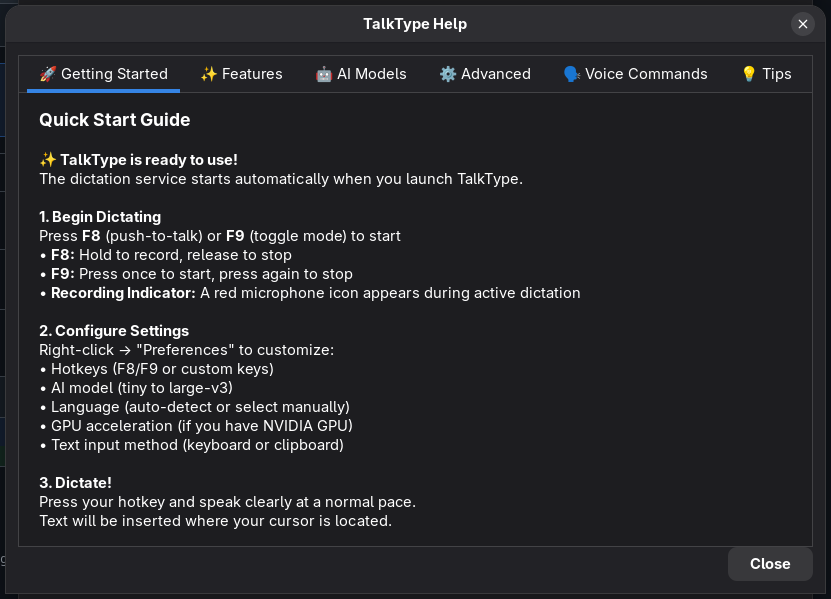 TalkType Help
🚀 Getting Started
✨ Features
🤖 AI Models
⚙️ Advanced
🗣️ Voice Commands
💡 Tips
Quick Start Guide
✨ TalkType is ready to use!
The dictation service starts automatically when you launch TalkType.
1. Begin Dictating
Press F8 (push-to-talk) or F9 (toggle mode) to start
• F8: Hold to record, release to stop
• F9: Press once to start, press again to stop
• Recording Indicator: A red microphone icon appears during active dictation
2. Configure Settings
Right-click → "Preferences" to customize:
• Hotkeys (F8/F9 or custom keys)
• AI model (tiny to large-v3)
• Language (auto-detect or select manually)
• GPU acceleration (if you have NVIDIA GPU)
• Text input method (keyboard or clipboard)
3. Dictate!
Press your hotkey and speak clearly at a normal pace.
Text will be inserted where your cursor is located.
Close